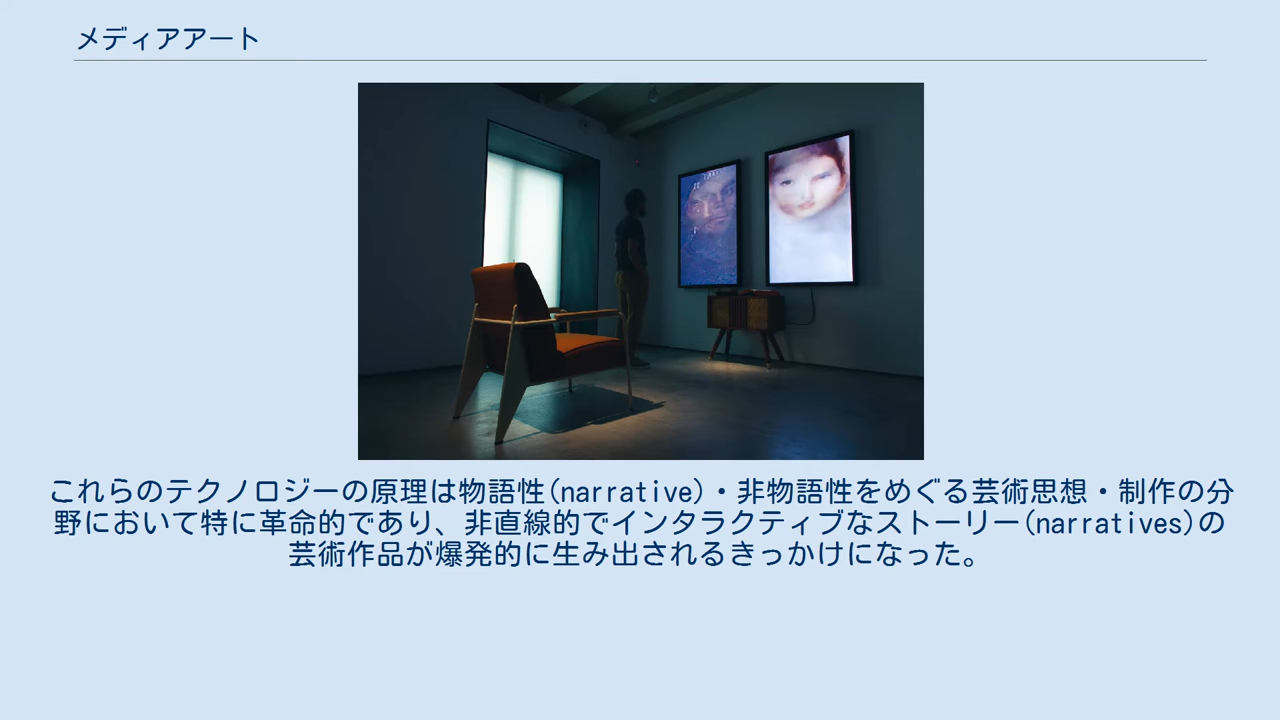 メディアアート
これらのテクノロジーの原理は物語性(narrative)・非物語性をめぐる芸術思想・制作の分
野において特に革命的であり、非直線的でインタラクティブなストーリー(narratives)の
芸術作品が爆発的に生み出されるきっかけになった。